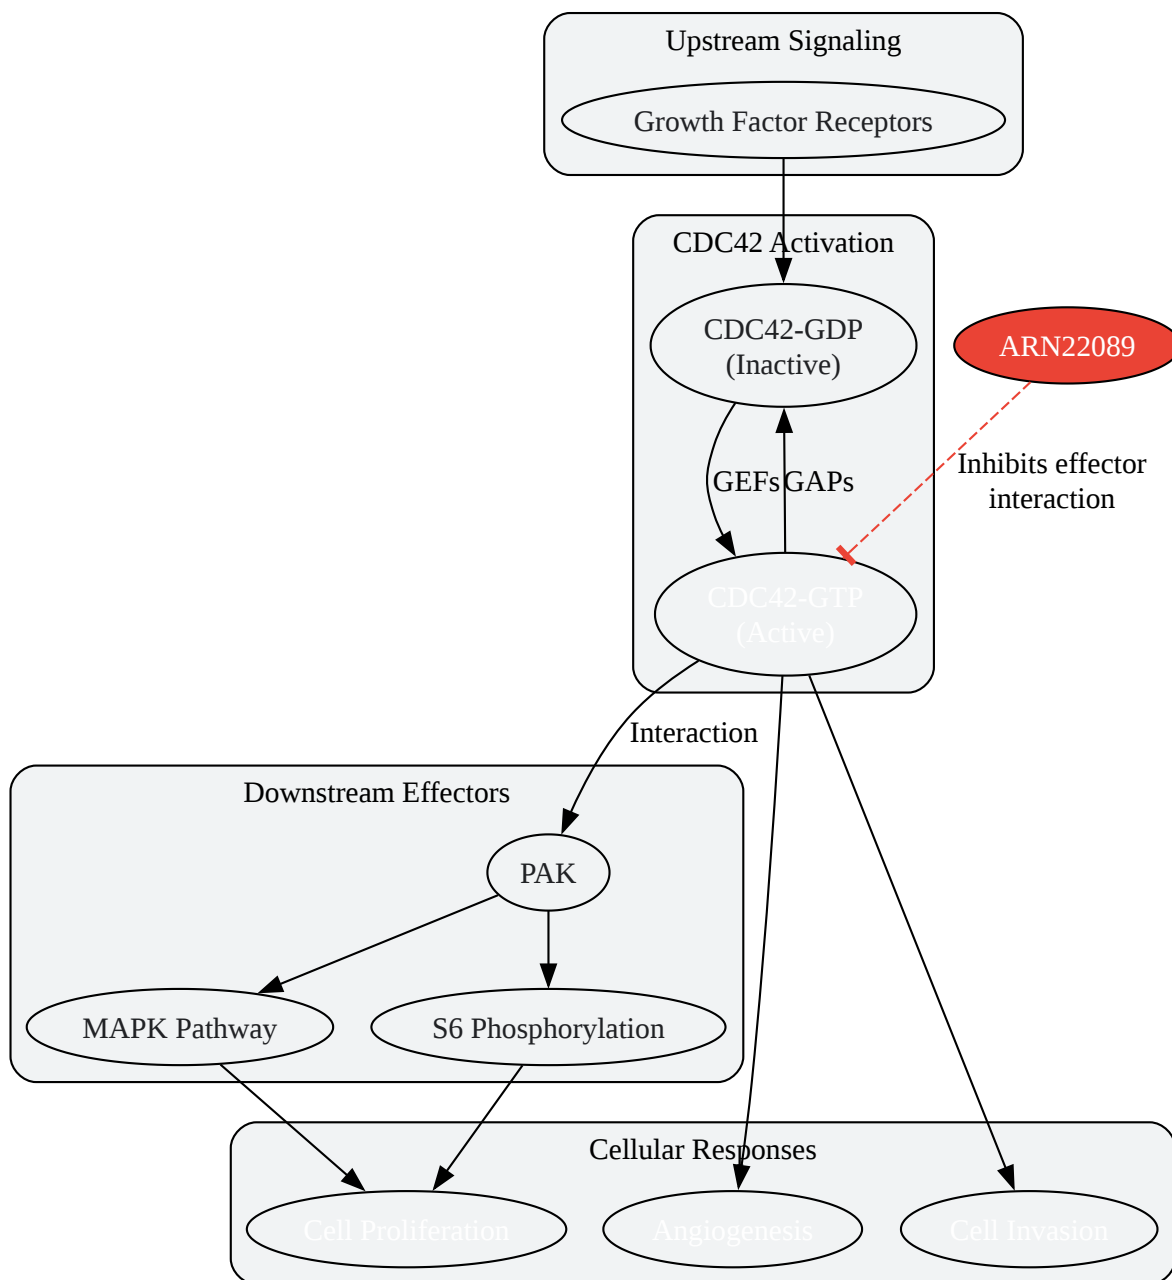 Upstream Signaling
Growth Factor Receptors
CDC42 Activation
CDC42-GDP
(Inactive)
ARN22089
Inhibits effector
interaction
GEFs
GAPs
CDC42-GTP
(Active)
Interaction
Downstream Effectors
PAK
MAPK Pathway
S6 Phosphorylation
Cellular Responses
Cell Proliferation
Angiogenesis
Cell Invasion